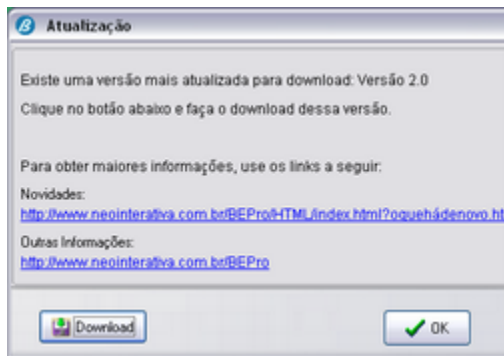 Atualização
Existe uma versão mais atualizada para download: Versão 2.0
Clique no botão abaixo e faça o download dessa versão.
Para obter maiores informações, use os links a seguir:
Novidades:
http://www.neointerativa.com.br/BEPro/HTML/index.html?oquehádenovo.ht
Outras Informações:
http://www.neointerativa.com.br/BEPro
Download
OK